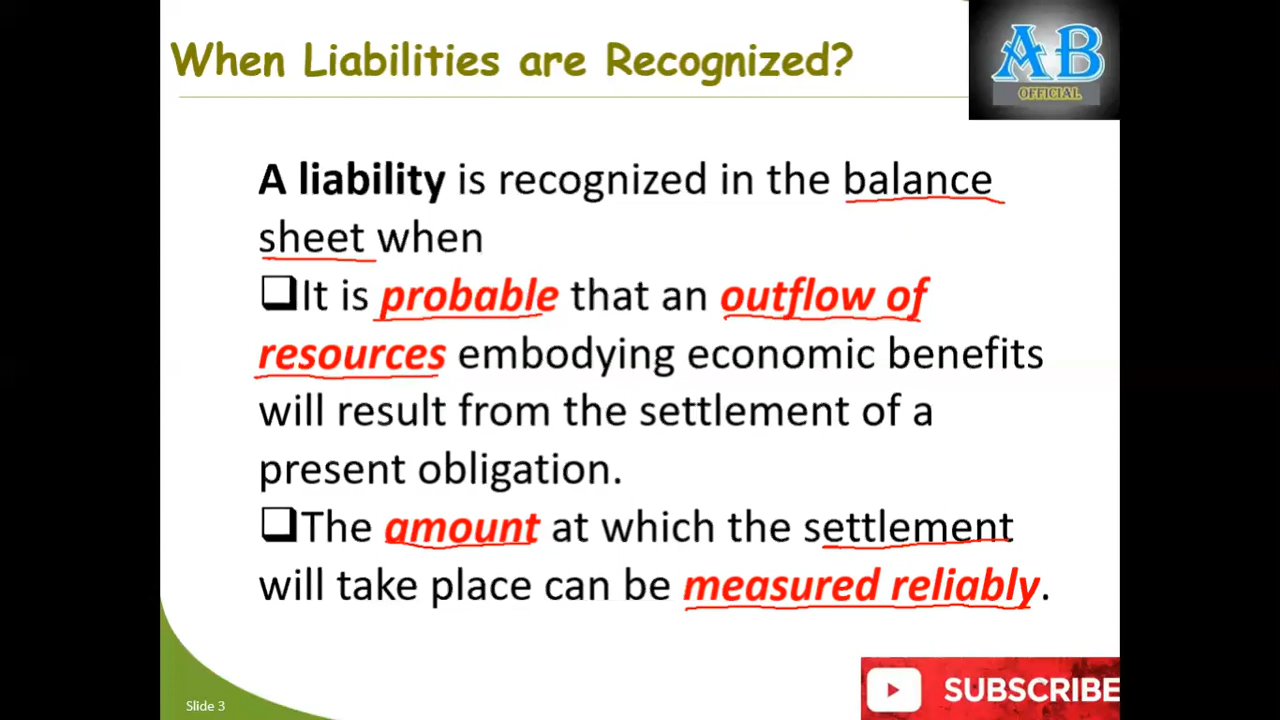 When Liabilities are Recognized?
AB
OFFICIAL
A liability is recognized in the balance
sheet when
❑It is probable that an outflow of
resources embodying economic benefits
will result from the settlement of a
present obligation.
❑The amount at which the settlement
will take place can be measured reliably.
SUBSCRIBE
Slide 3